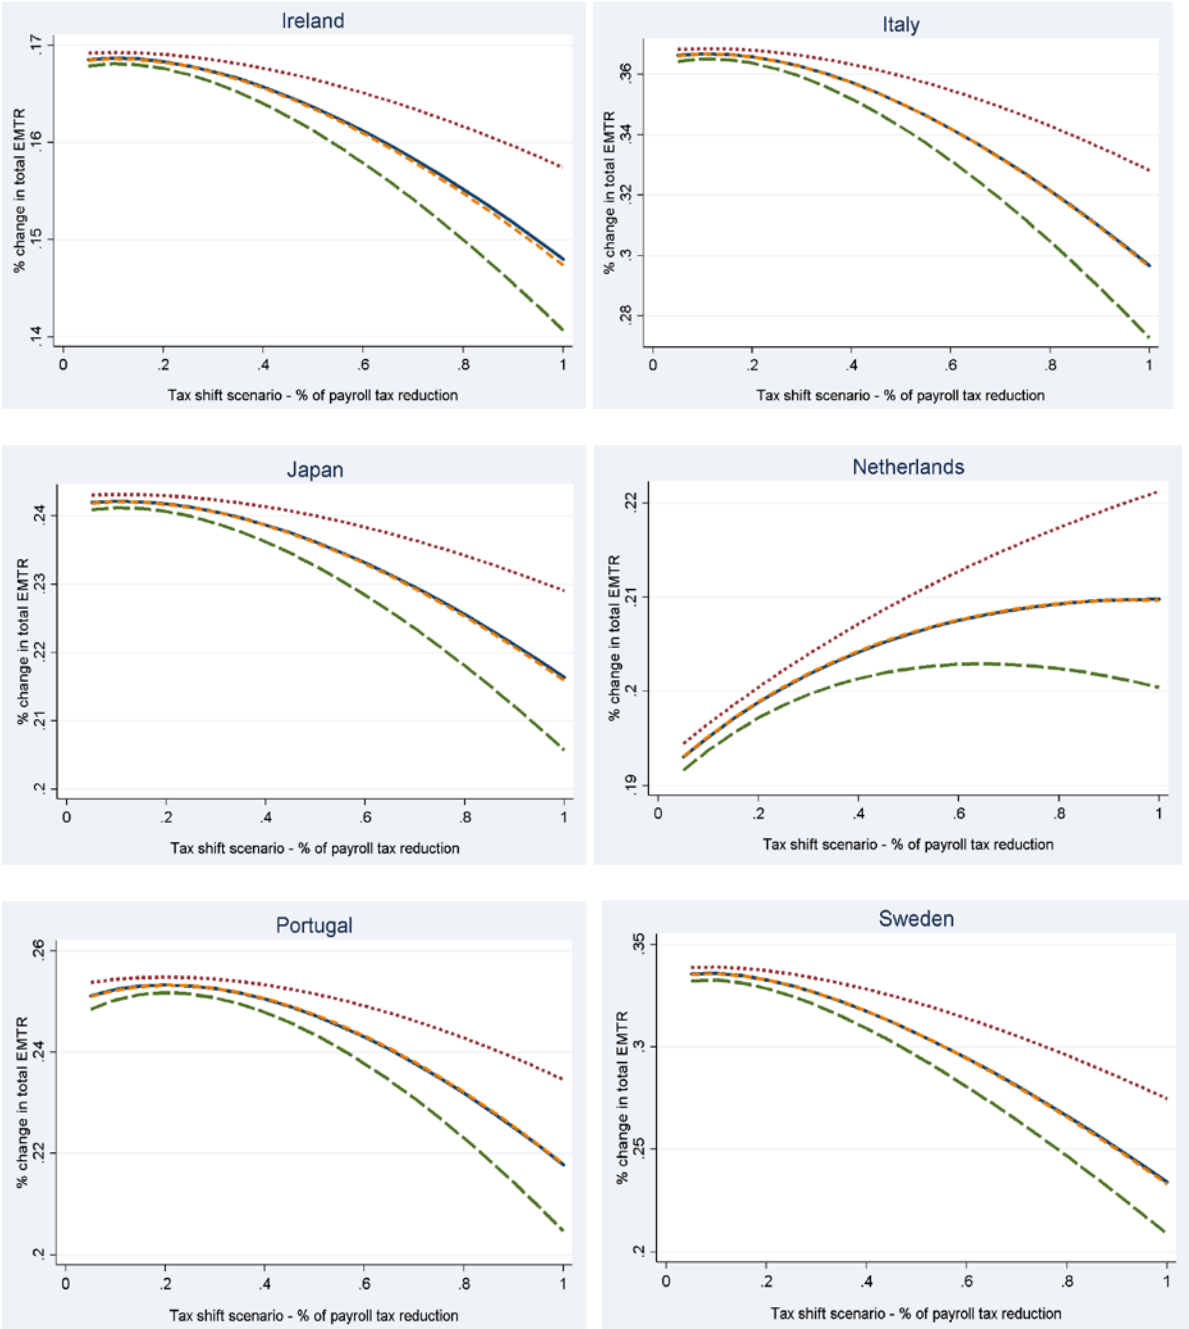 Ireland
% change in total EMTR
.17
.16
.15
.14
0 .2 .4 .6 .8 1
Tax shift scenario - % of payroll tax reduction
Italy
% change in total EMTR
.36
.34
.32
.3
.28
0 .2 .4 .6 .8 1
Tax shift scenario - % of payroll tax reduction
Japan
% change in total EMTR
.24
.23
.22
.21
.2
0 .2 .4 .6 .8 1
Tax shift scenario - % of payroll tax reduction
Netherlands
% change in total EMTR
.22
.21
.2
.19
0 .2 .4 .6 .8 1
Tax shift scenario - % of payroll tax reduction
Portugal
% change in total EMTR
.26
.24
.22
.2
0 .2 .4 .6 .8 1
Tax shift scenario - % of payroll tax reduction
Sweden
% change in total EMTR
.35
.3
.25
.2
0 .2 .4 .6 .8 1
Tax shift scenario - % of payroll tax reduction